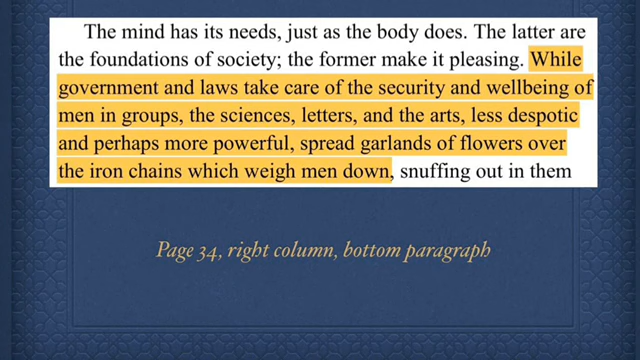 The mind has its needs, just as the body does. The latter are
the foundations of society; the former make it pleasing. While
government and laws take care of the security and wellbeing of
men in groups, the sciences, letters, and the arts, less despotic
and perhaps more powerful, spread garlands of flowers over
the iron chains which weigh men down, snuffing out in them
Page 34, right column, bottom paragraph